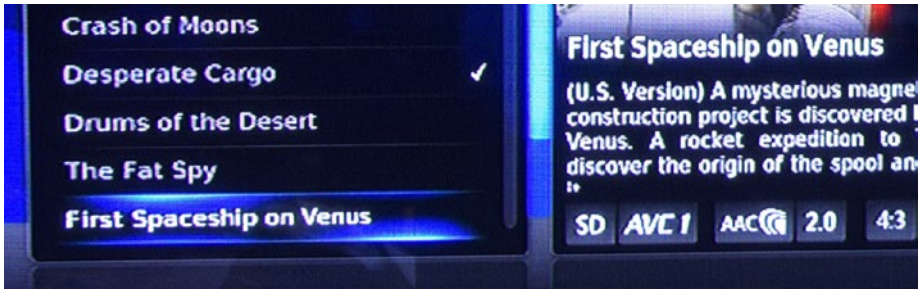 Crash of Moons
Desperate Cargo
Drums of the Desert
The Fat Spy
First Spaceship on Venus
First Spaceship on Venus
(U.S. Version) A mysterious magne
construction project is discovered
Venus. A rocket expedition to
discover the origin of the spool an
SD AVC1 AAC 2.0 4:3